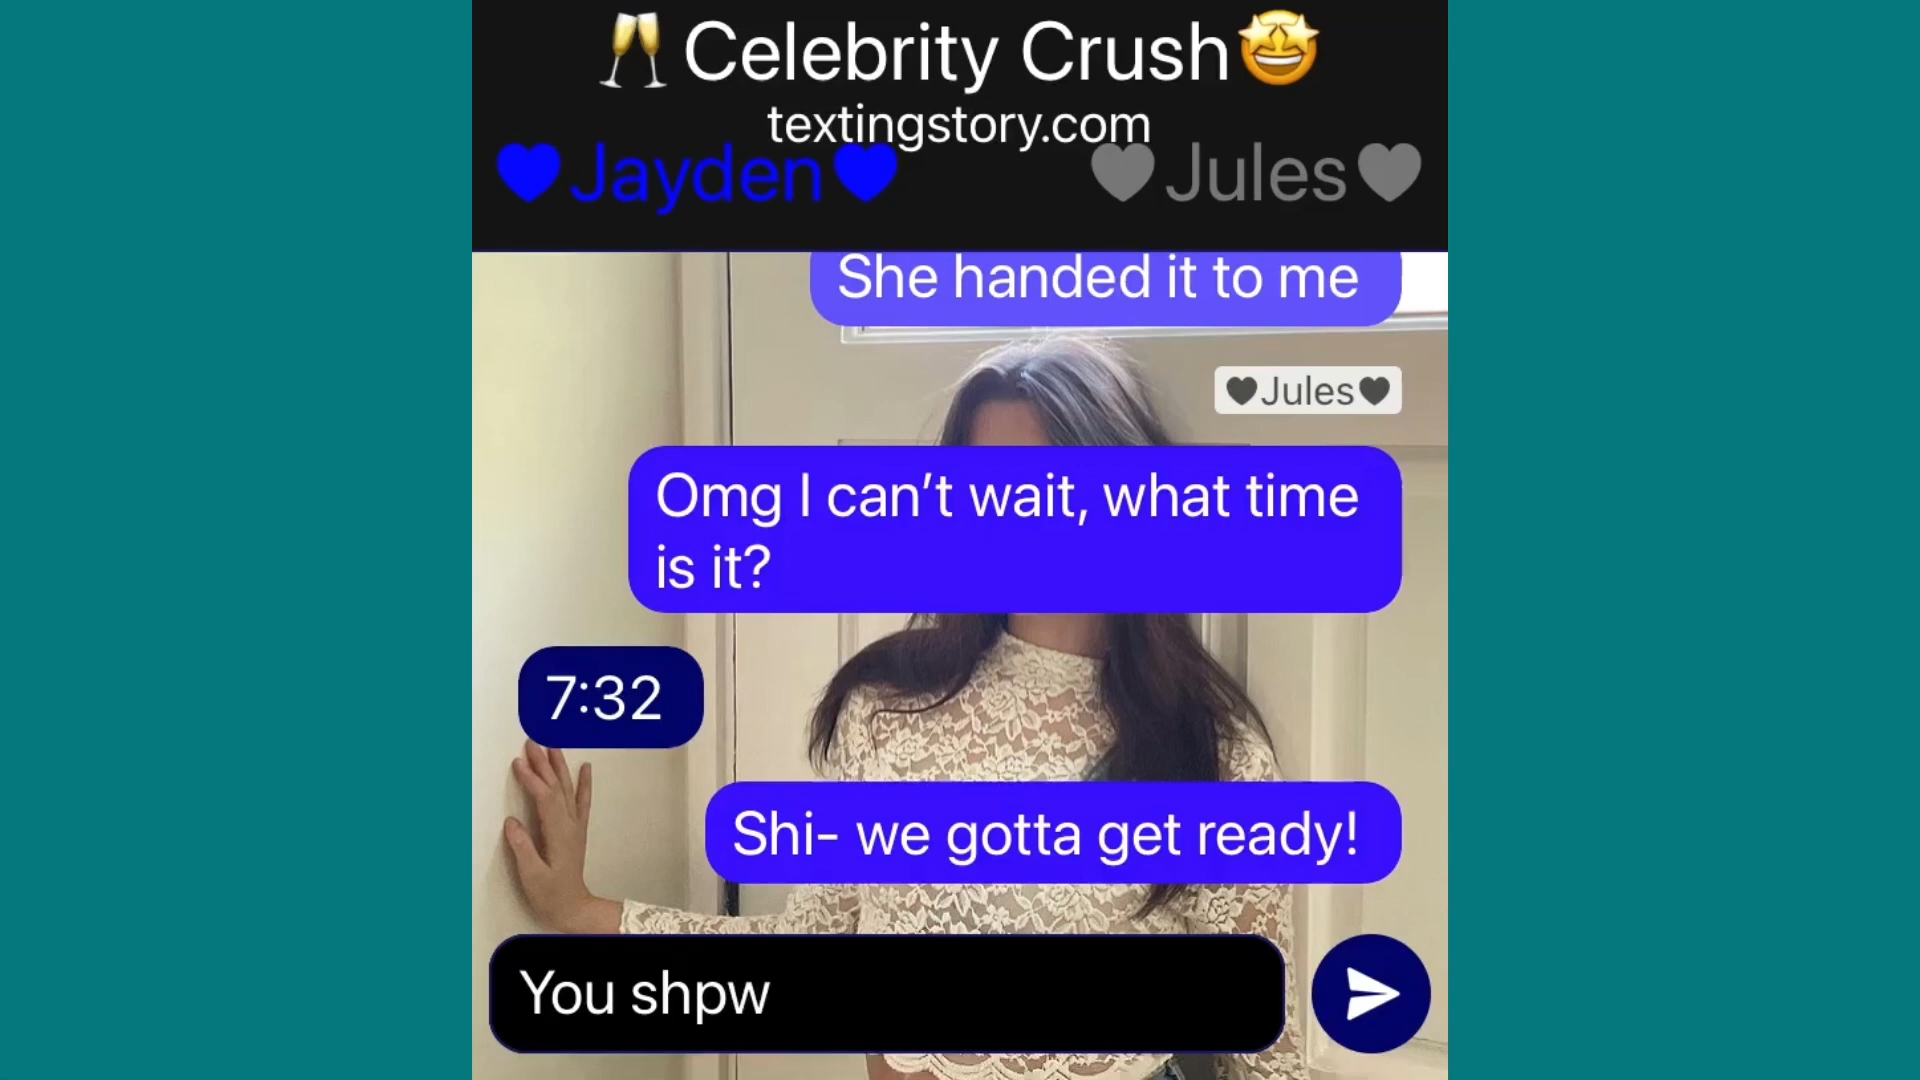 🥂Celebrity Crush🤩
textingstory.com
💙Jayden💙 🩶Jules🩶
She handed it to me
🖤Jules🖤
Omg I can’t wait, what time
is it?
7:32
Shi- we gotta get ready!
You shpw